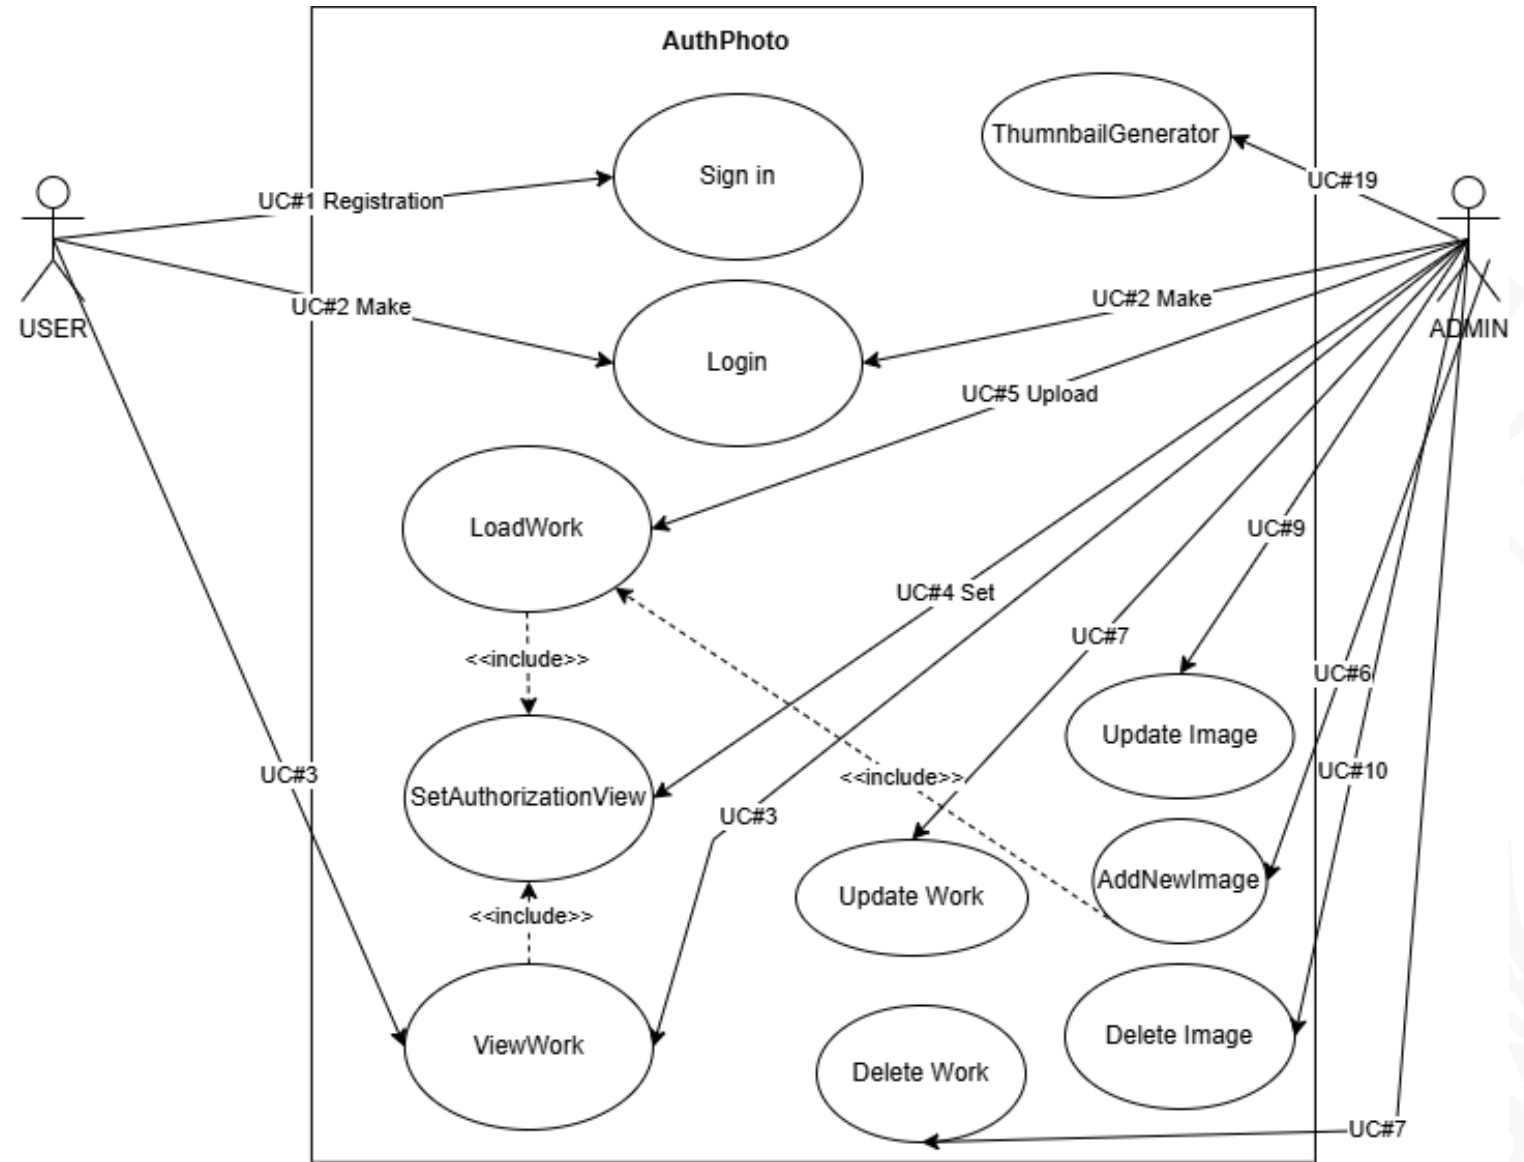 AuthPhoto
ThumnbailGenerator
Sign in
UC#19
UC#1 Registration
UC#2 Make
UC#2 Make
USER
ADMIN
Login
UC#5 Upload
LoadWork
UC#9
UC#4 Set
UC#7
<<include>>
UC#6
Update Image
UC#3
UC#10
<<include>>
SetAuthorizationView
UC#3
AddNewImage
Update Work
<<include>>
Delete Image
ViewWork
Delete Work
UC#7